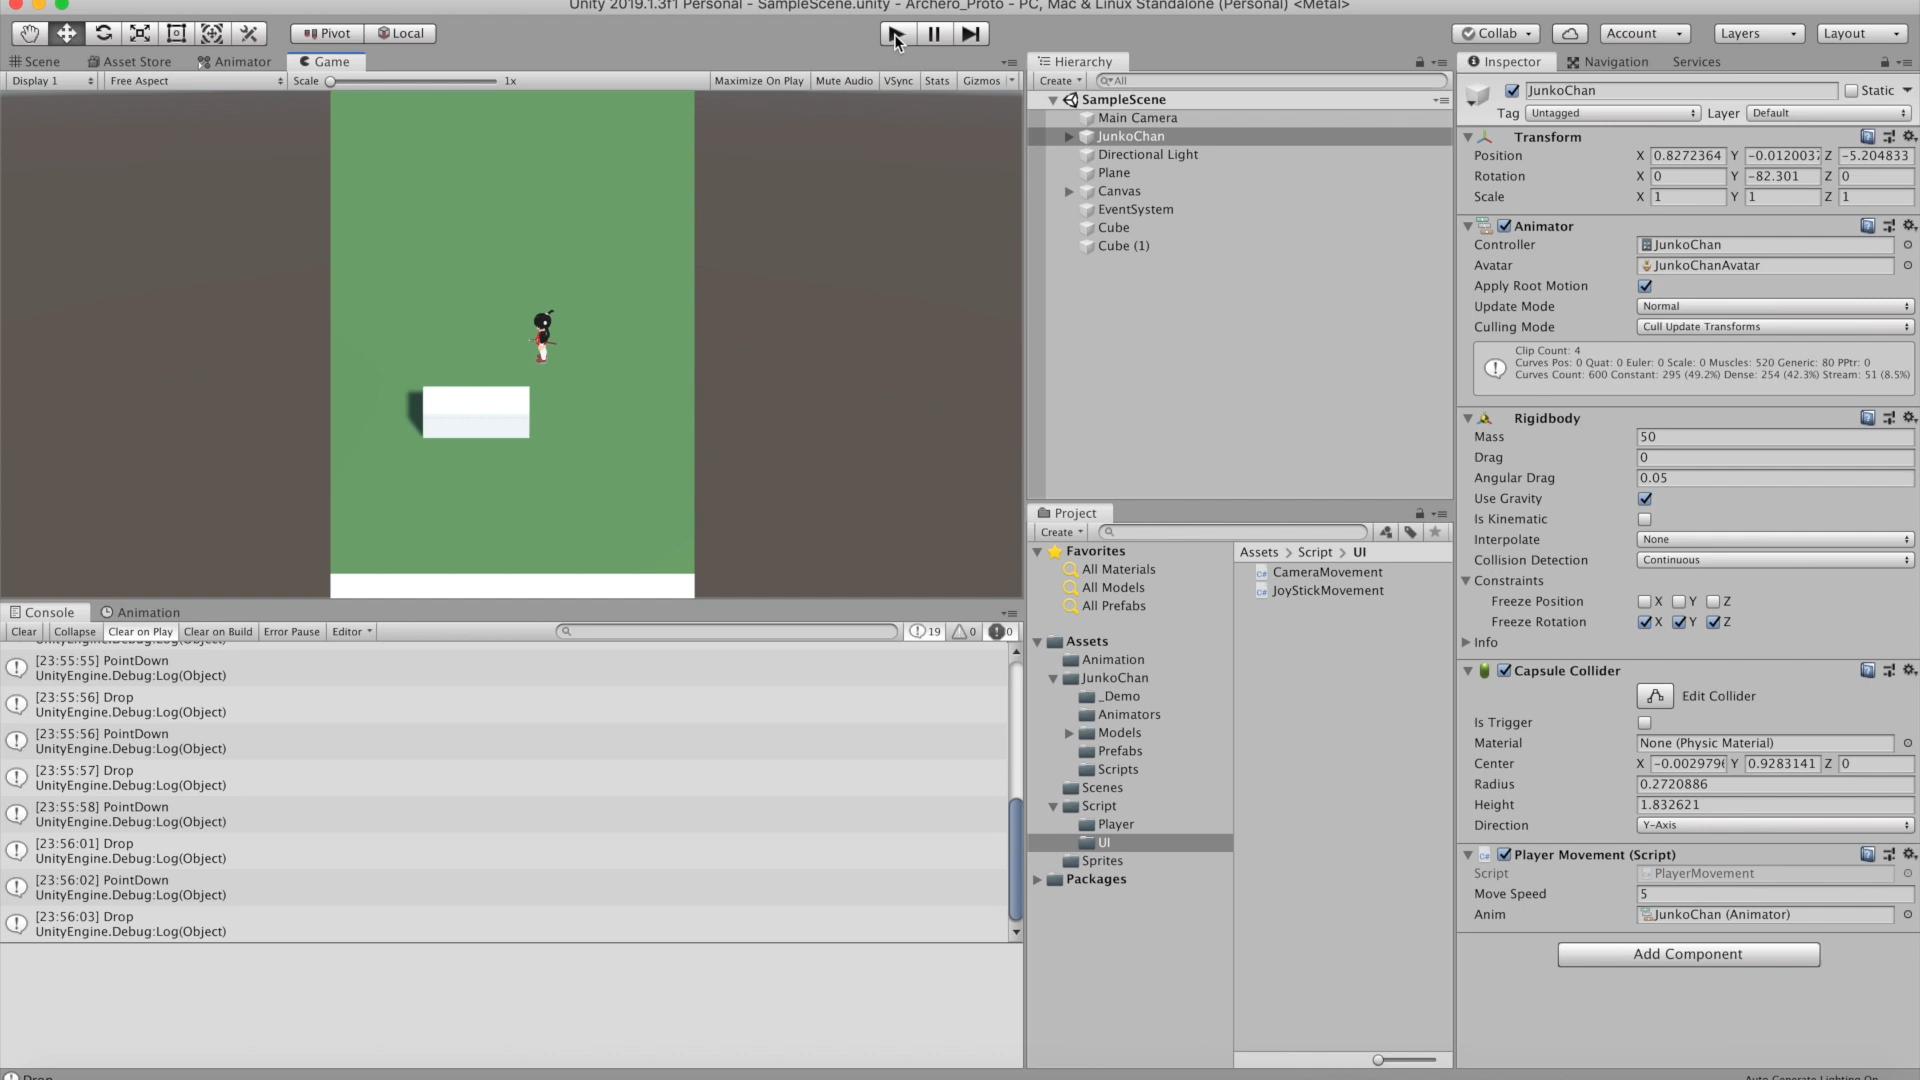 Unity 2019.1.3f1 Personal - SampleScene.unity - Archero_Proto - PC, Mac & Linux Standalone (Personal) <Metal>
Pivot Local
Collab Account Layers Layout
Scene Asset Store Animator Game
Display 1 Free Aspect Scale 1x Maximize On Play Mute Audio VSync Stats Gizmos
Hierarchy
Create All
SampleScene
Main Camera
JunkoChan
Directional Light
Plane
Canvas
EventSystem
Cube
Cube (1)
Project
Create
Favorites
All Materials
All Models
All Prefabs
Assets
Animation
JunkoChan
_Demo
Animators
Models
Prefabs
Scripts
Scenes
Script
Player
UI
Sprites
Packages
Assets > Script > UI
CameraMovement
JoyStickMovement
Console Animation
Clear Collapse Clear on Play Clear on Build Error Pause Editor 19 0 0
UnityEngine.Debug:Log(Object)
[23:55:55] PointDown
UnityEngine.Debug:Log(Object)
[23:55:56] Drop
UnityEngine.Debug:Log(Object)
[23:55:56] PointDown
UnityEngine.Debug:Log(Object)
[23:55:57] Drop
UnityEngine.Debug:Log(Object)
[23:55:58] PointDown
UnityEngine.Debug:Log(Object)
[23:56:01] Drop
UnityEngine.Debug:Log(Object)
[23:56:02] PointDown
UnityEngine.Debug:Log(Object)
[23:56:03] Drop
UnityEngine.Debug:Log(Object)
Drop
Inspector Navigation Services
JunkoChan Static
Tag Untagged Layer Default
Transform
Position X 0.8272364 Y -0.012003 Z -5.204833
Rotation X 0 Y -82.301 Z 0
Scale X 1 Y 1 Z 1
Animator
Controller JunkoChan
Avatar JunkoChanAvatar
Apply Root Motion
Update Mode Normal
Culling Mode Cull Update Transforms
Clip Count: 4
Curves Pos: 0 Quat: 0 Euler: 0 Scale: 0 Muscles: 520 Generic: 80 PPtr: 0
Curves Count: 600 Constant: 295 (49.2%) Dense: 254 (42.3%) Stream: 51 (8.5%)
Rigidbody
Mass 50
Drag 0
Angular Drag 0.05
Use Gravity
Is Kinematic
Interpolate None
Collision Detection Continuous
Constraints
Freeze Position X Y Z
Freeze Rotation X Y Z
Info
Capsule Collider
Edit Collider
Is Trigger
Material None (Physic Material)
Center X -0.002979 Y 0.9283141 Z 0
Radius 0.2720886
Height 1.832621
Direction Y-Axis
Player Movement (Script)
Script PlayerMovement
Move Speed 5
Anim JunkoChan (Animator)
Add Component
Auto Generate Lighting On